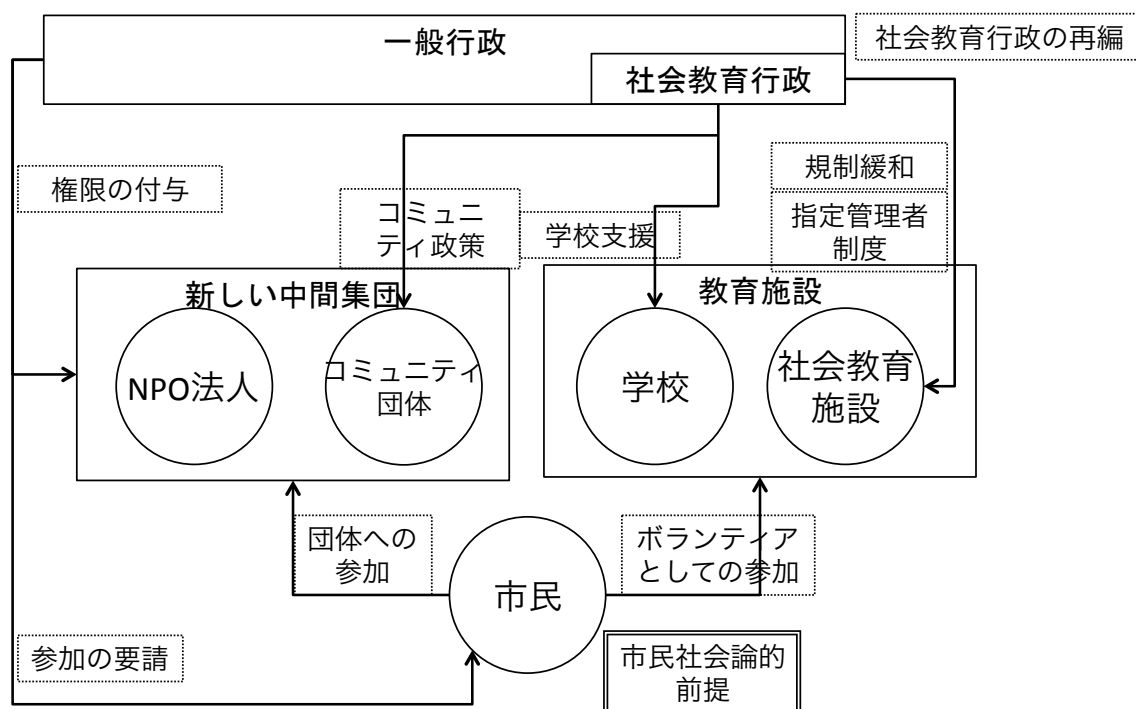 一般行政
社会教育行政の再編
社会教育行政
権限の付与
コミュニ
ティ政策
学校支援
規制緩和
指定管理者
制度
新しい中間集団
教育施設
NPO法人
コミュニティ
団体
学校
社会教育
施設
団体への
参加
市民
ボランティア
としての参加
参加の要請
市民社会論的
前提